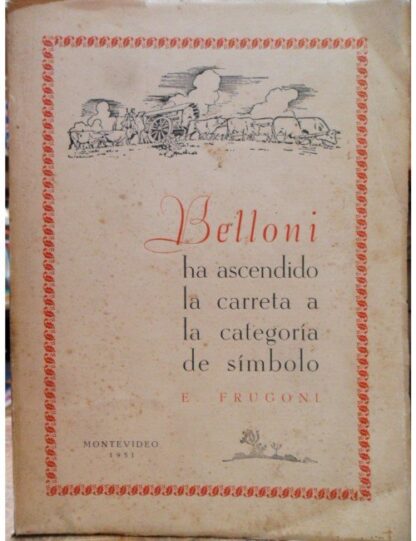 Belloni
ha ascendido
la carreta a
la categoría
de símbolo
E. FRUGONI
MONTEVIDEO
1951